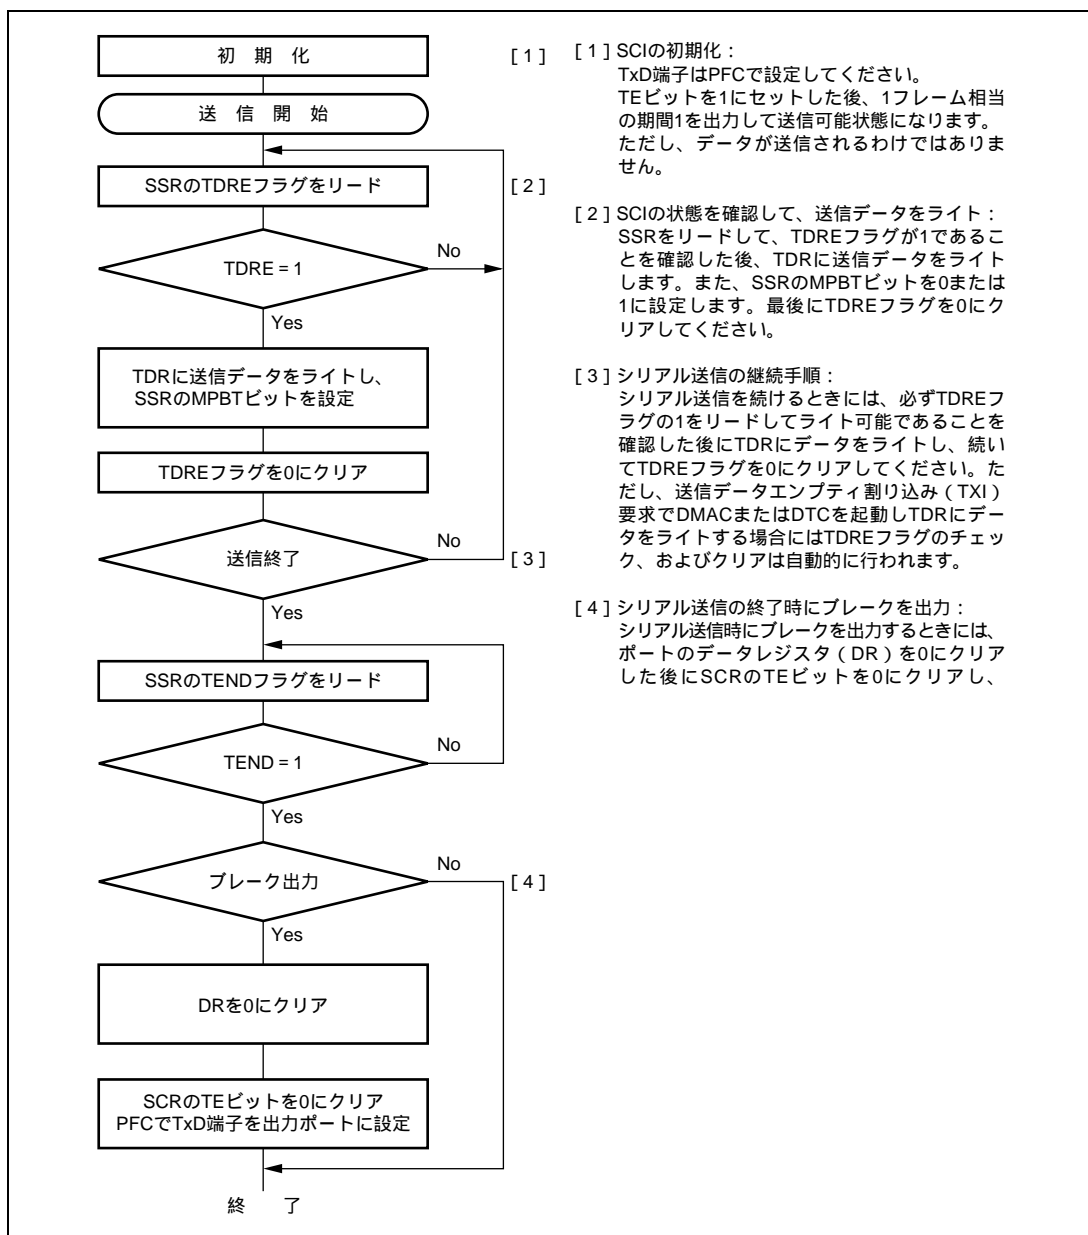 初 期 化
[1]
送 信 開 始
SSRのTDREフラグをリード
[2]
TDRE = 1
No
Yes
TDRに送信データをライトし、
SSRのMPBTビットを設定
TDREフラグを0にクリア
送信終了
No
[3]
Yes
SSRのTENDフラグをリード
TEND = 1
No
Yes
ブレーク出力
No
[4]
Yes
DRを0にクリア
SCRのTEビットを0にクリア
PFCでTxD端子を出力ポートに設定
終 了
[1] SCIの初期化：
TxD端子はPFCで設定してください。
TEビットを1にセットした後、1フレーム相当
の期間1を出力して送信可能状態になります。
ただし、データが送信されるわけではありま
せん。
[2] SCIの状態を確認して、送信データをライト：
SSRをリードして、TDREフラグが1であるこ
とを確認した後、TDRに送信データをライト
します。また、SSRのMPBTビットを0または
1に設定します。最後にTDREフラグを0にク
リアしてください。
[3] シリアル送信の継続手順：
シリアル送信を続けるときには、必ずTDREフ
ラグの1をリードしてライト可能であることを
確認した後にTDRにデータをライトし、続い
てTDREフラグを0にクリアしてください。た
だし、送信データエンプティ割り込み（TXI）
要求でDMACまたはDTCを起動しTDRにデー
タをライトする場合にはTDREフラグのチェッ
ク、およびクリアは自動的に行われます。
[4] シリアル送信の終了時にブレークを出力：
シリアル送信時にブレークを出力するときには、
ポートのデータレジスタ（DR）を0にクリア
した後にSCRのTEビットを0にクリアし、